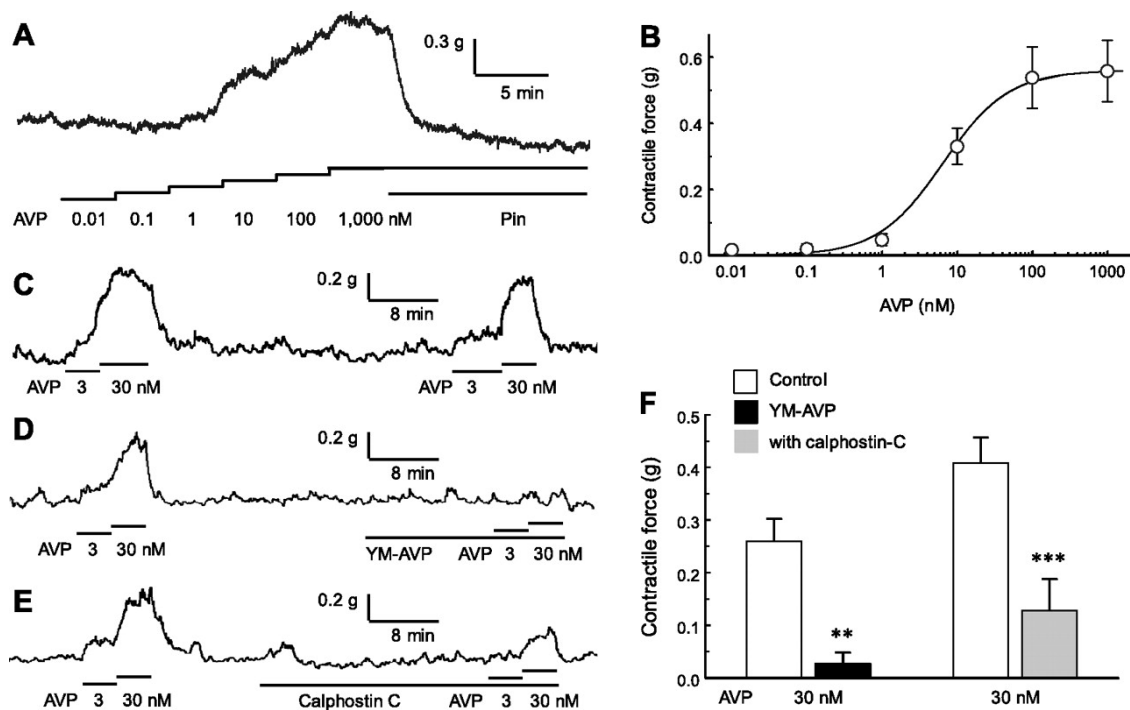 A
0.3 g
5 min
AVP 0.01 0.1 1 10 100 1,000 nM Pin
B
Contractile force (g)
0.6
0.4
0.2
0.0
0.01 0.1 1 10 100 1000
AVP (nM)
C
0.2 g
8 min
AVP 3 30 nM AVP 3 30 nM
D
0.2 g
8 min
AVP 3 30 nM YM-AVP AVP 3 30 nM
E
0.2 g
8 min
AVP 3 30 nM Calphostin C AVP 3 30 nM
F
Control
YM-AVP
with calphostin-C
Contractile force (g)
0.5
0.4
0.3
0.2
0.1
0.0
**
***
AVP 30 nM 30 nM